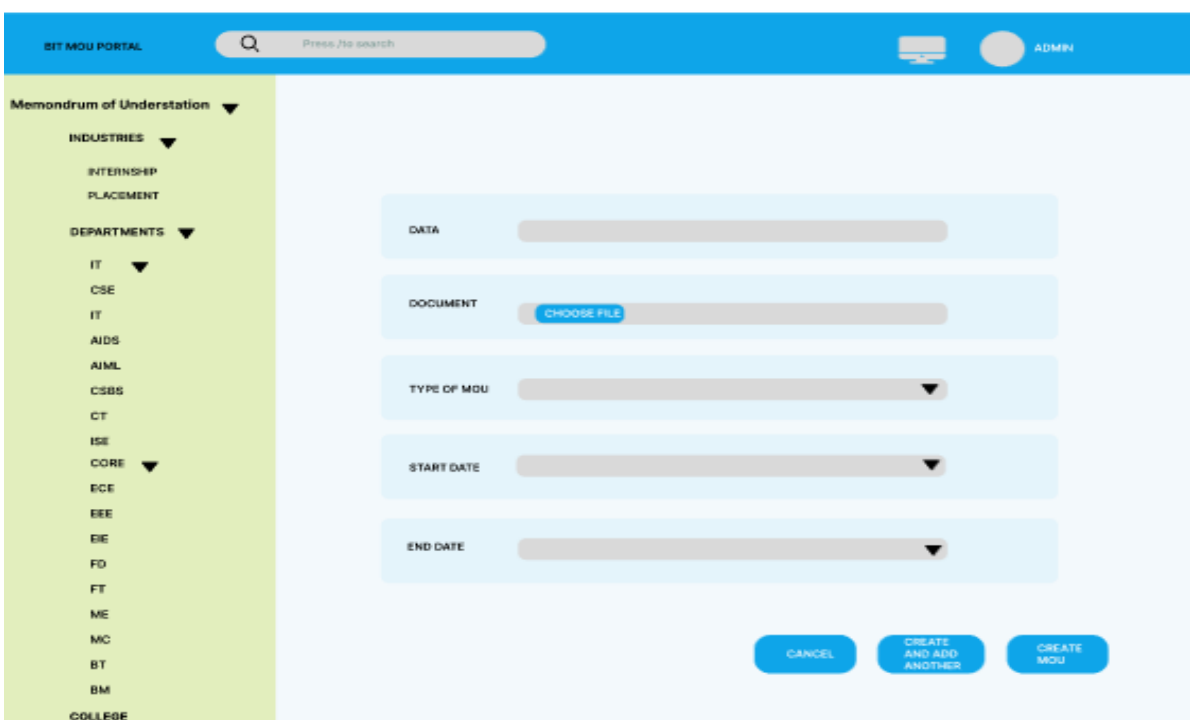 BIT MOU PORTAL
Press /to search
ADMIN
Memondrum of Understation
INDUSTRIES
INTERNSHIP
PLACEMENT
DEPARTMENTS
IT
CSE
IT
AIDS
AIML
CSBS
CT
ISE
CORE
ECE
EEE
EIE
FD
FT
ME
MC
BT
BM
COLLEGE
DATA
DOCUMENT
CHOOSE FILE
TYPE OF MOU
START DATE
END DATE
CANCEL
CREATE
AND ADD
ANOTHER
CREATE
MOU